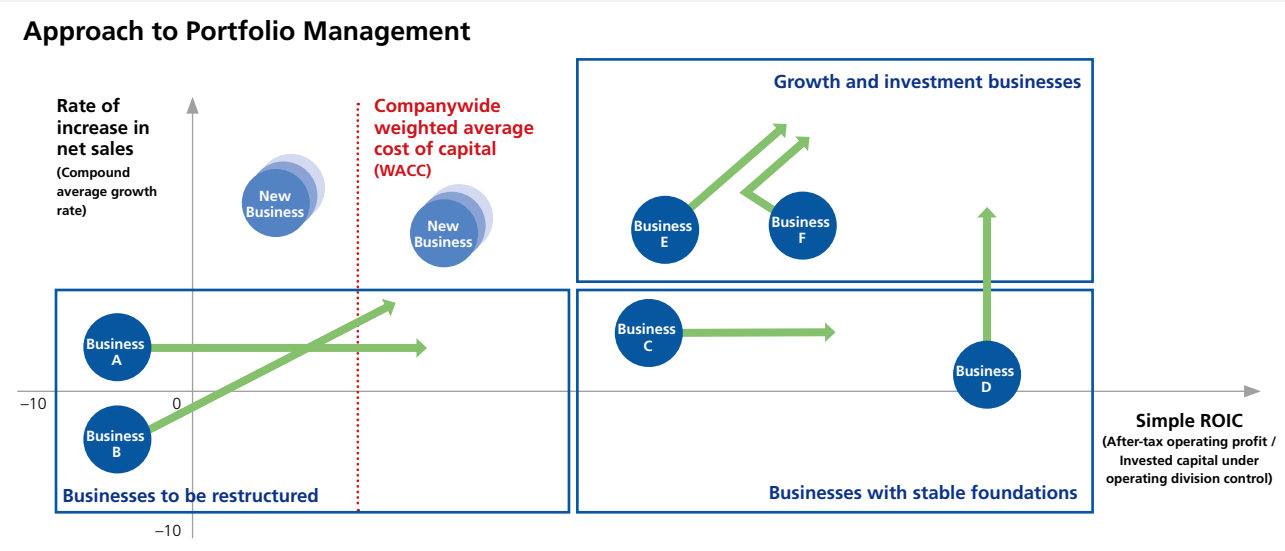 Approach to Portfolio Management
Rate of
increase in
net sales
(Compound
average growth
rate)
Companywide
weighted average
cost of capital
(WACC)
Growth and investment businesses
New
Business
New
Business
Business
E
Business
F
Business
A
Business
B
Business
C
Business
D
–10
0
–10
Businesses to be restructured
Businesses with stable foundations
Simple ROIC
(After-tax operating profit /
Invested capital under
operating division control)